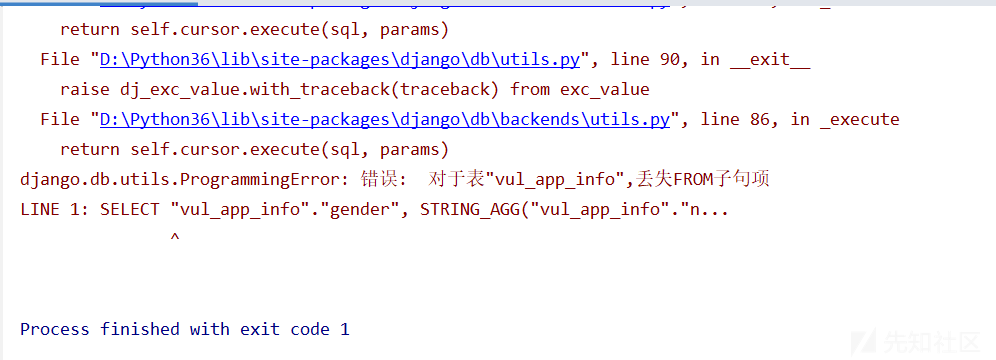 return self.cursor.execute(sql, params)
File "D:\Python36\lib\site-packages\django\db\utils.py", line 90, in __exit__
raise dj_exc_value.with_traceback(traceback) from exc_value
File "D:\Python36\lib\site-packages\django\db\backends\utils.py", line 86, in _execute
return self.cursor.execute(sql, params)
django.db.utils.ProgrammingError: 错误:  对于表"vul_app_info",丢失FROM子句项
LINE 1: SELECT "vul_app_info"."gender", STRING_AGG("vul_app_info"."n...
^
Process finished with exit code 1
先知社区